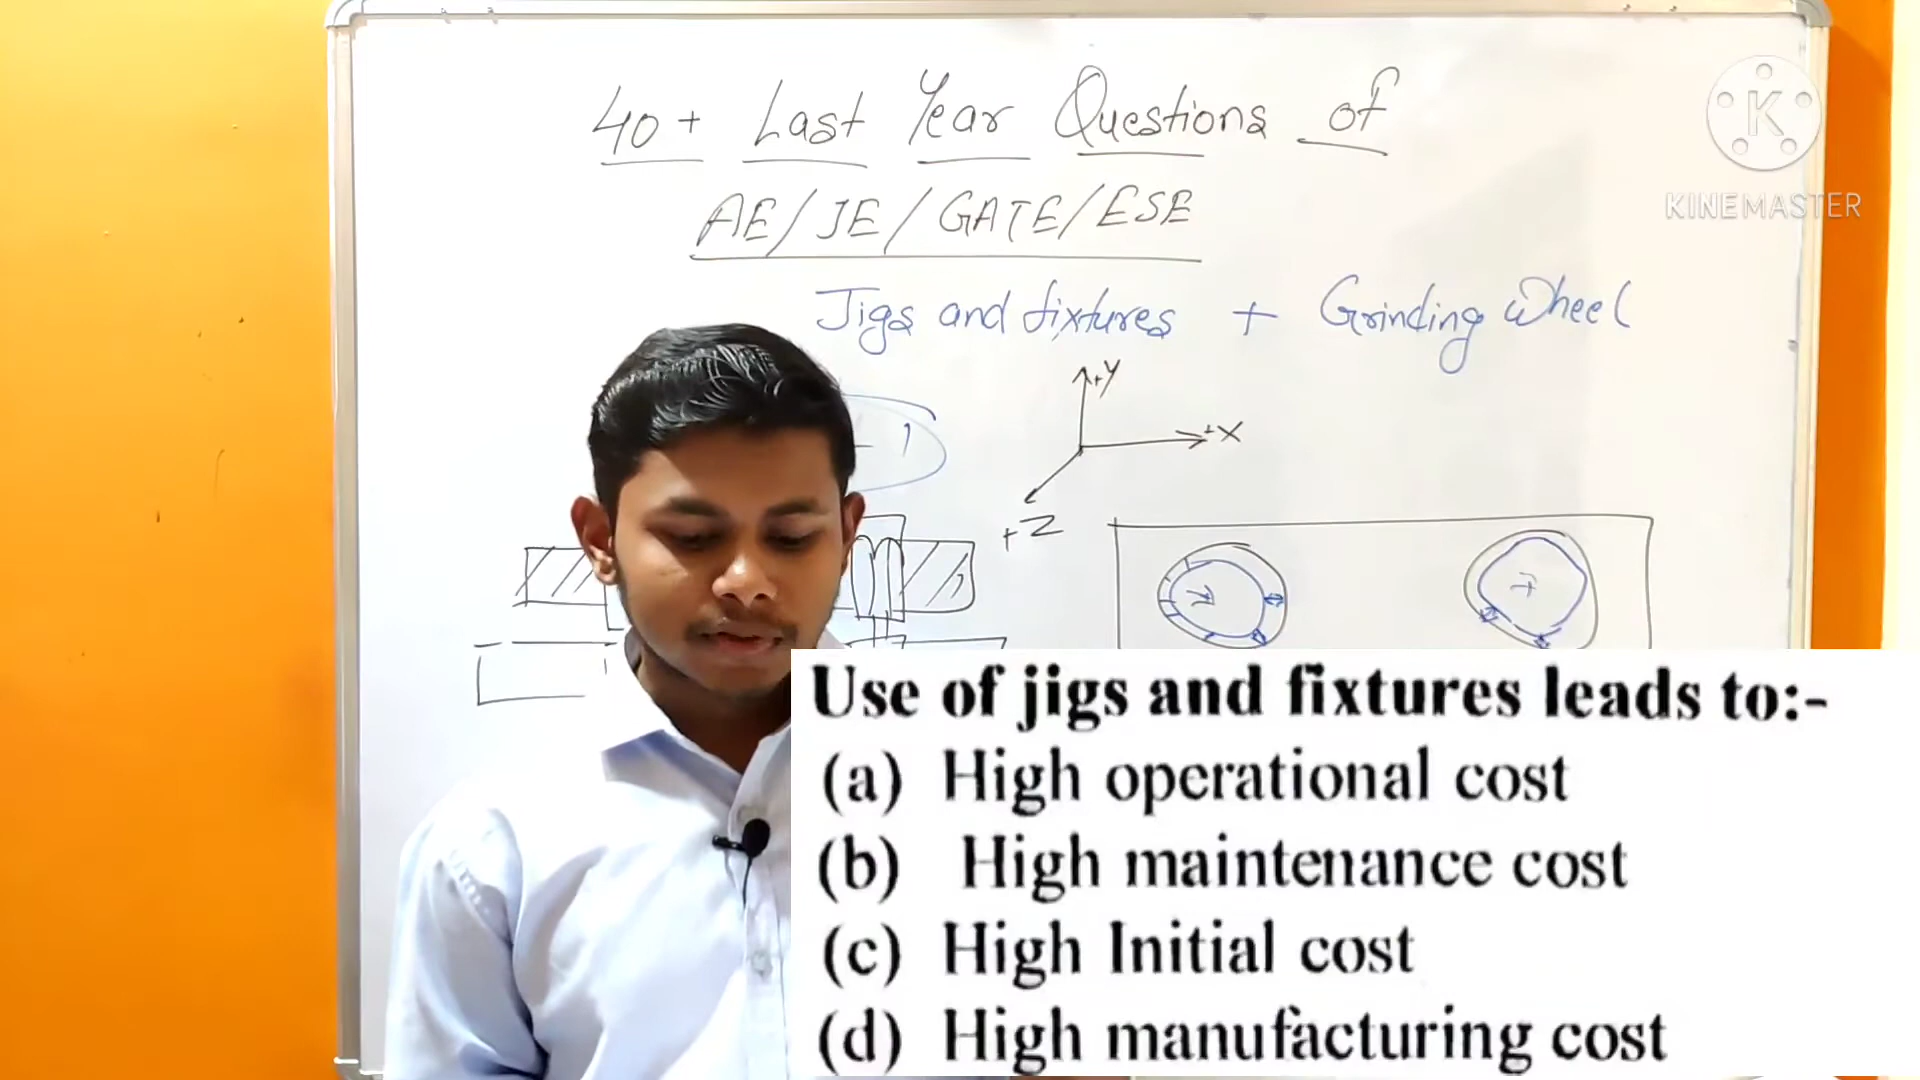 40+ Last Year Questions of
AE/JE/GATE/ESE
Jigs and fixtures + Grinding Wheel
K
KINEMASTER
+Y
+X
+Z
- 1
Use of jigs and fixtures leads to:-
(a) High operational cost
(b) High maintenance cost
(c) High Initial cost
(d) High manufacturing cost